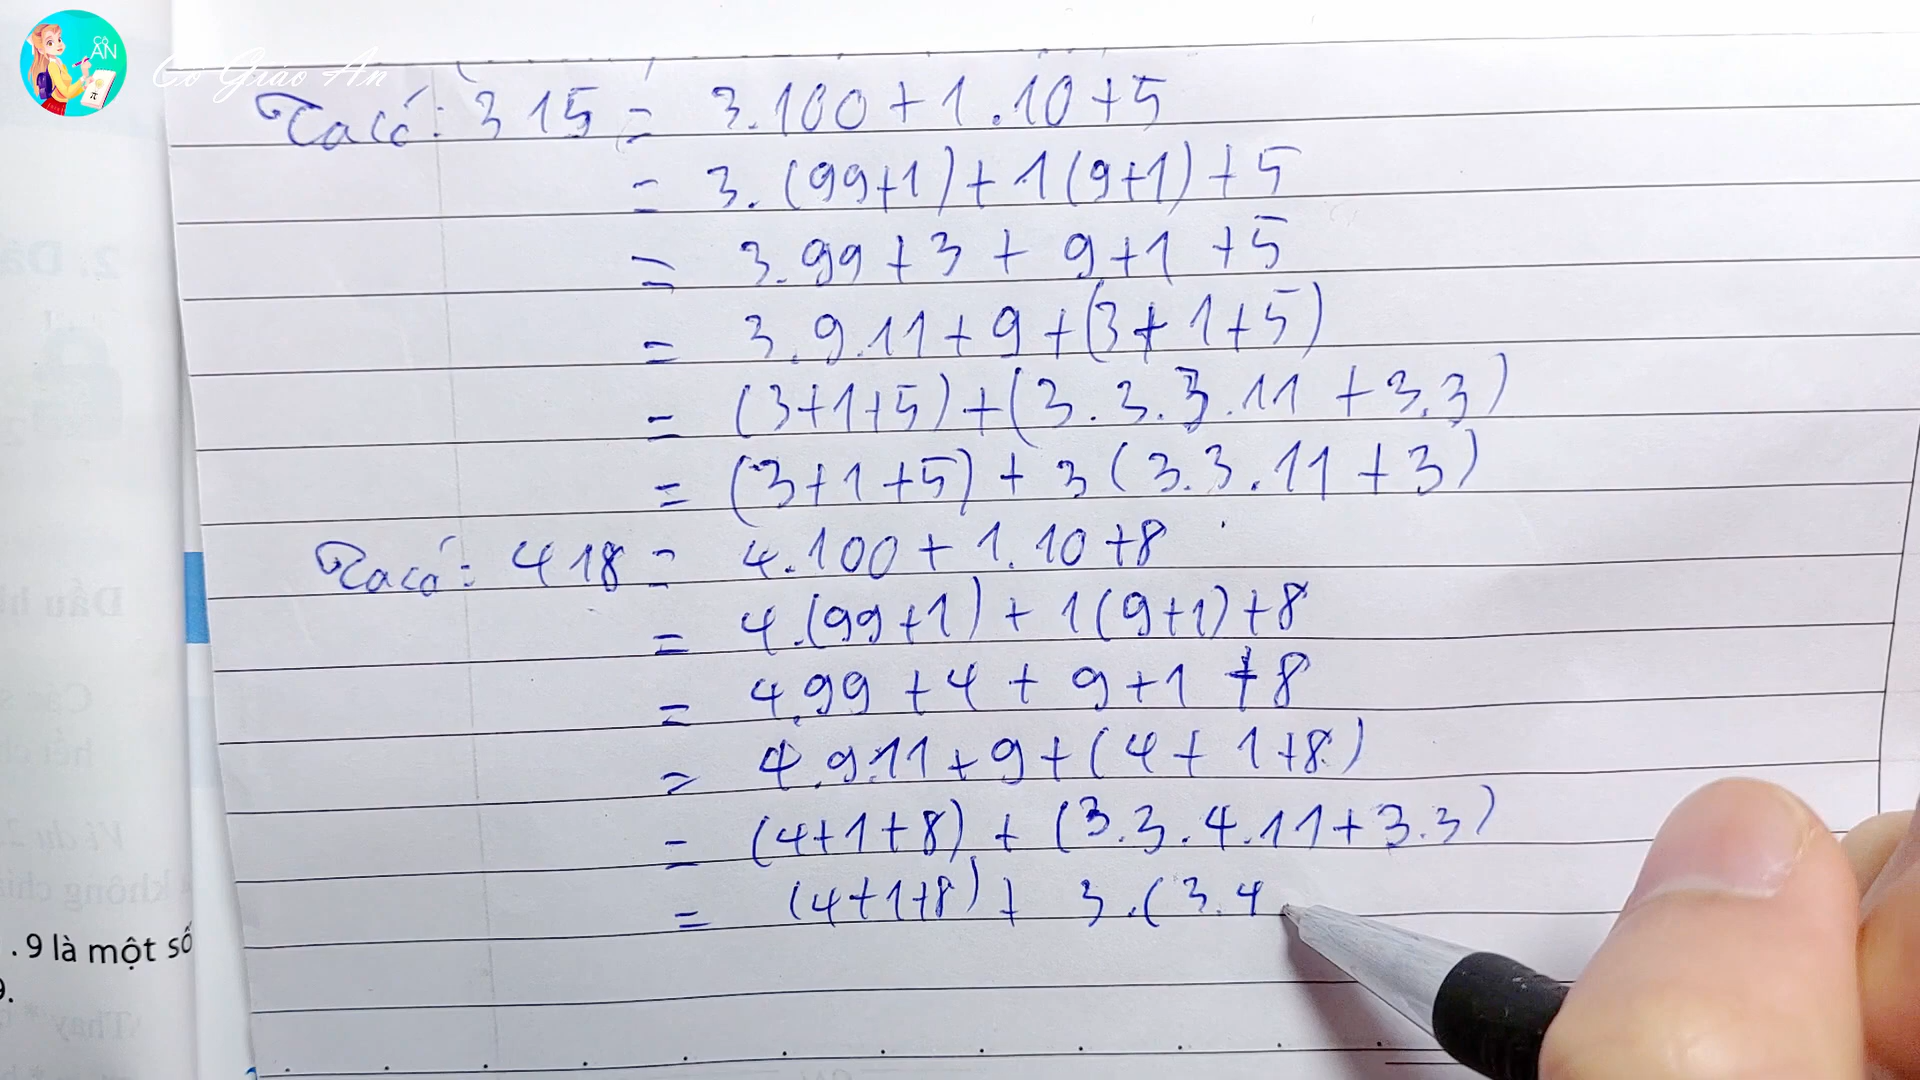 CÔ AN
Cô Giáo An
Ta có: 315 = 3.100 + 1.10 + 5
= 3.(99+1) + 1(9+1) + 5
= 3.99 + 3 + 9 + 1 + 5
= 3.9.11 + 9 + (3 + 1 + 5)
= (3+1+5) + (3.3.3.11 + 3.3)
= (3+1+5) + 3(3.3.11 + 3)
Ta có: 418 = 4.100 + 1.10 + 8
= 4.(99+1) + 1(9+1) + 8
= 4.99 + 4 + 9 + 1 + 8
= 4.9.11 + 9 + (4 + 1 + 8)
= (4+1+8) + (3.3.4.11 + 3.3)
= (4+1+8) + 3.(3.4
. 9 là một số